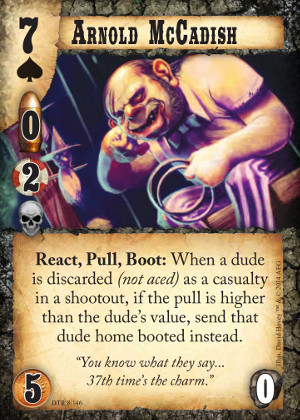 7
ARNOLD MCCADISH
0
2
React, Pull, Boot: When a dude
is discarded (not aced) as a casualty
in a shootout, if the pull is higher
than the dude's value, send that
dude home booted instead.
"You know what they say...
37th time's the charm."
5
0